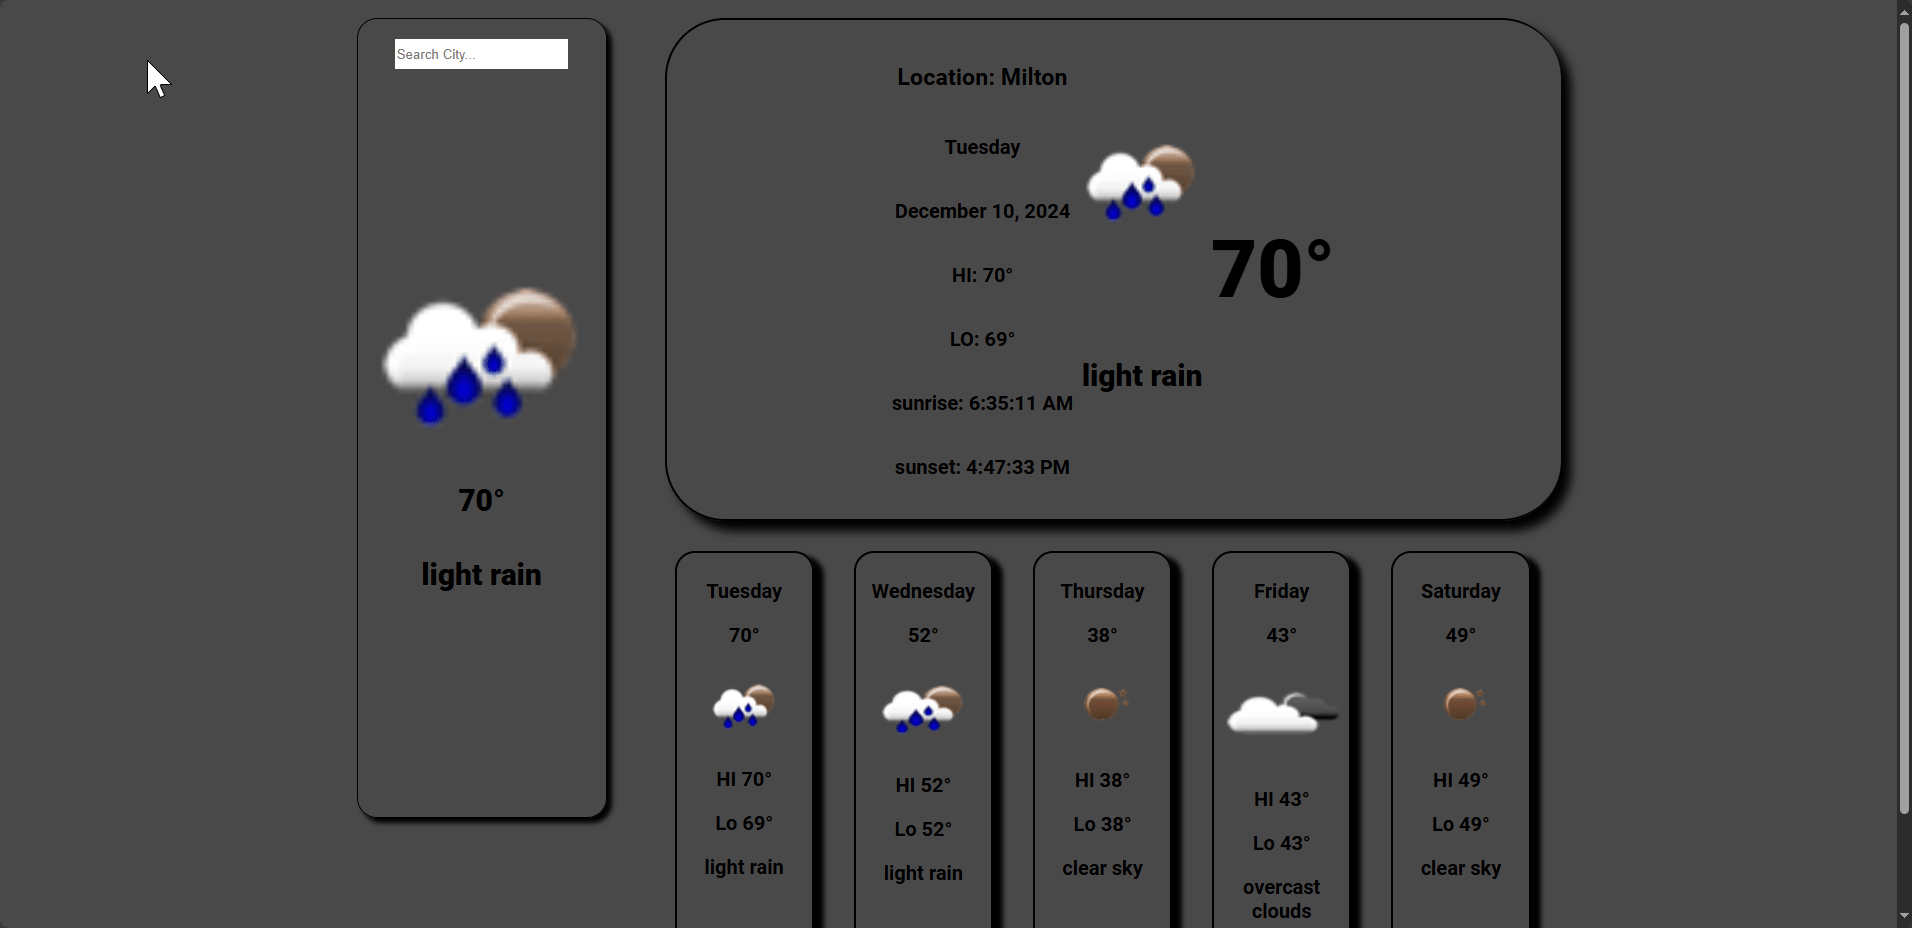 Search City...
70°
light rain
Location: Milton
Tuesday
December 10, 2024
HI: 70°
LO: 69°
sunrise: 6:35:11 AM
sunset: 4:47:33 PM
light rain
70°
Tuesday
70°
HI 70°
Lo 69°
light rain
Wednesday
52°
HI 52°
Lo 52°
light rain
Thursday
38°
HI 38°
Lo 38°
clear sky
Friday
43°
HI 43°
Lo 43°
overcast
clouds
Saturday
49°
HI 49°
Lo 49°
clear sky